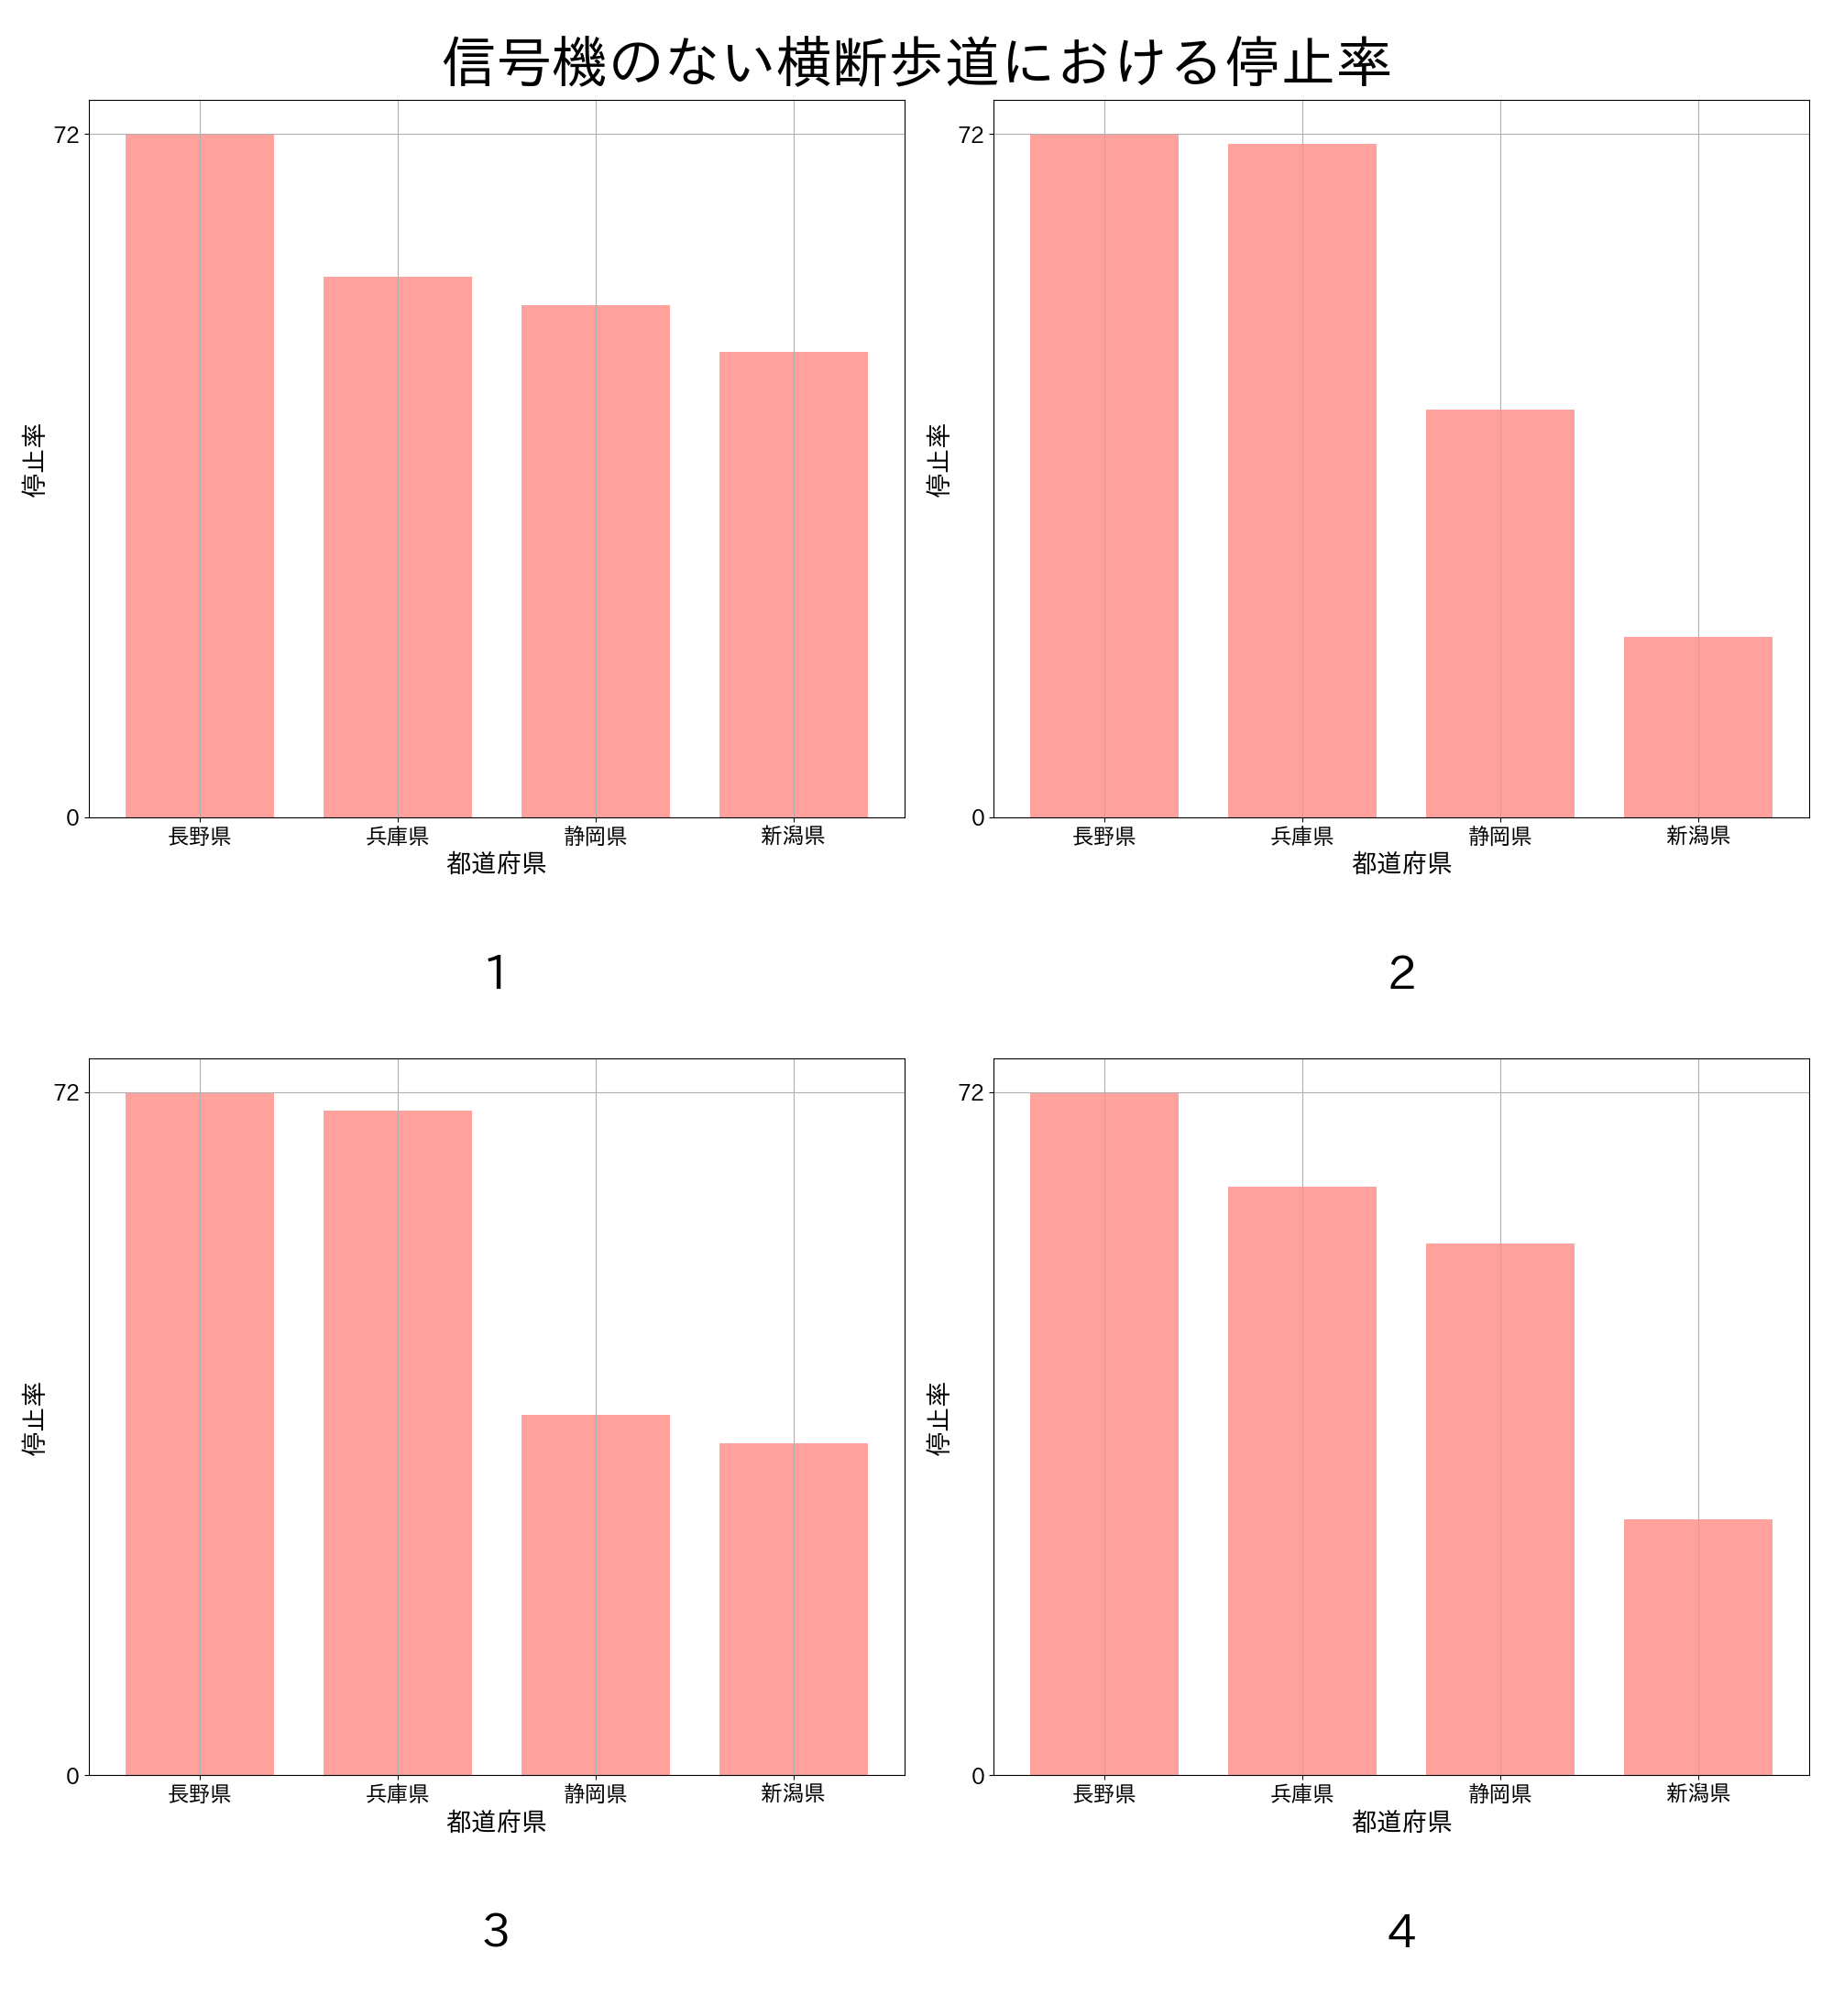 信号機のない横断歩道における停止率
72
停止率
0
長野県 兵庫県 静岡県 新潟県
都道府県
1
72
停止率
0
長野県 兵庫県 静岡県 新潟県
都道府県
2
72
停止率
0
長野県 兵庫県 静岡県 新潟県
都道府県
3
72
停止率
0
長野県 兵庫県 静岡県 新潟県
都道府県
4